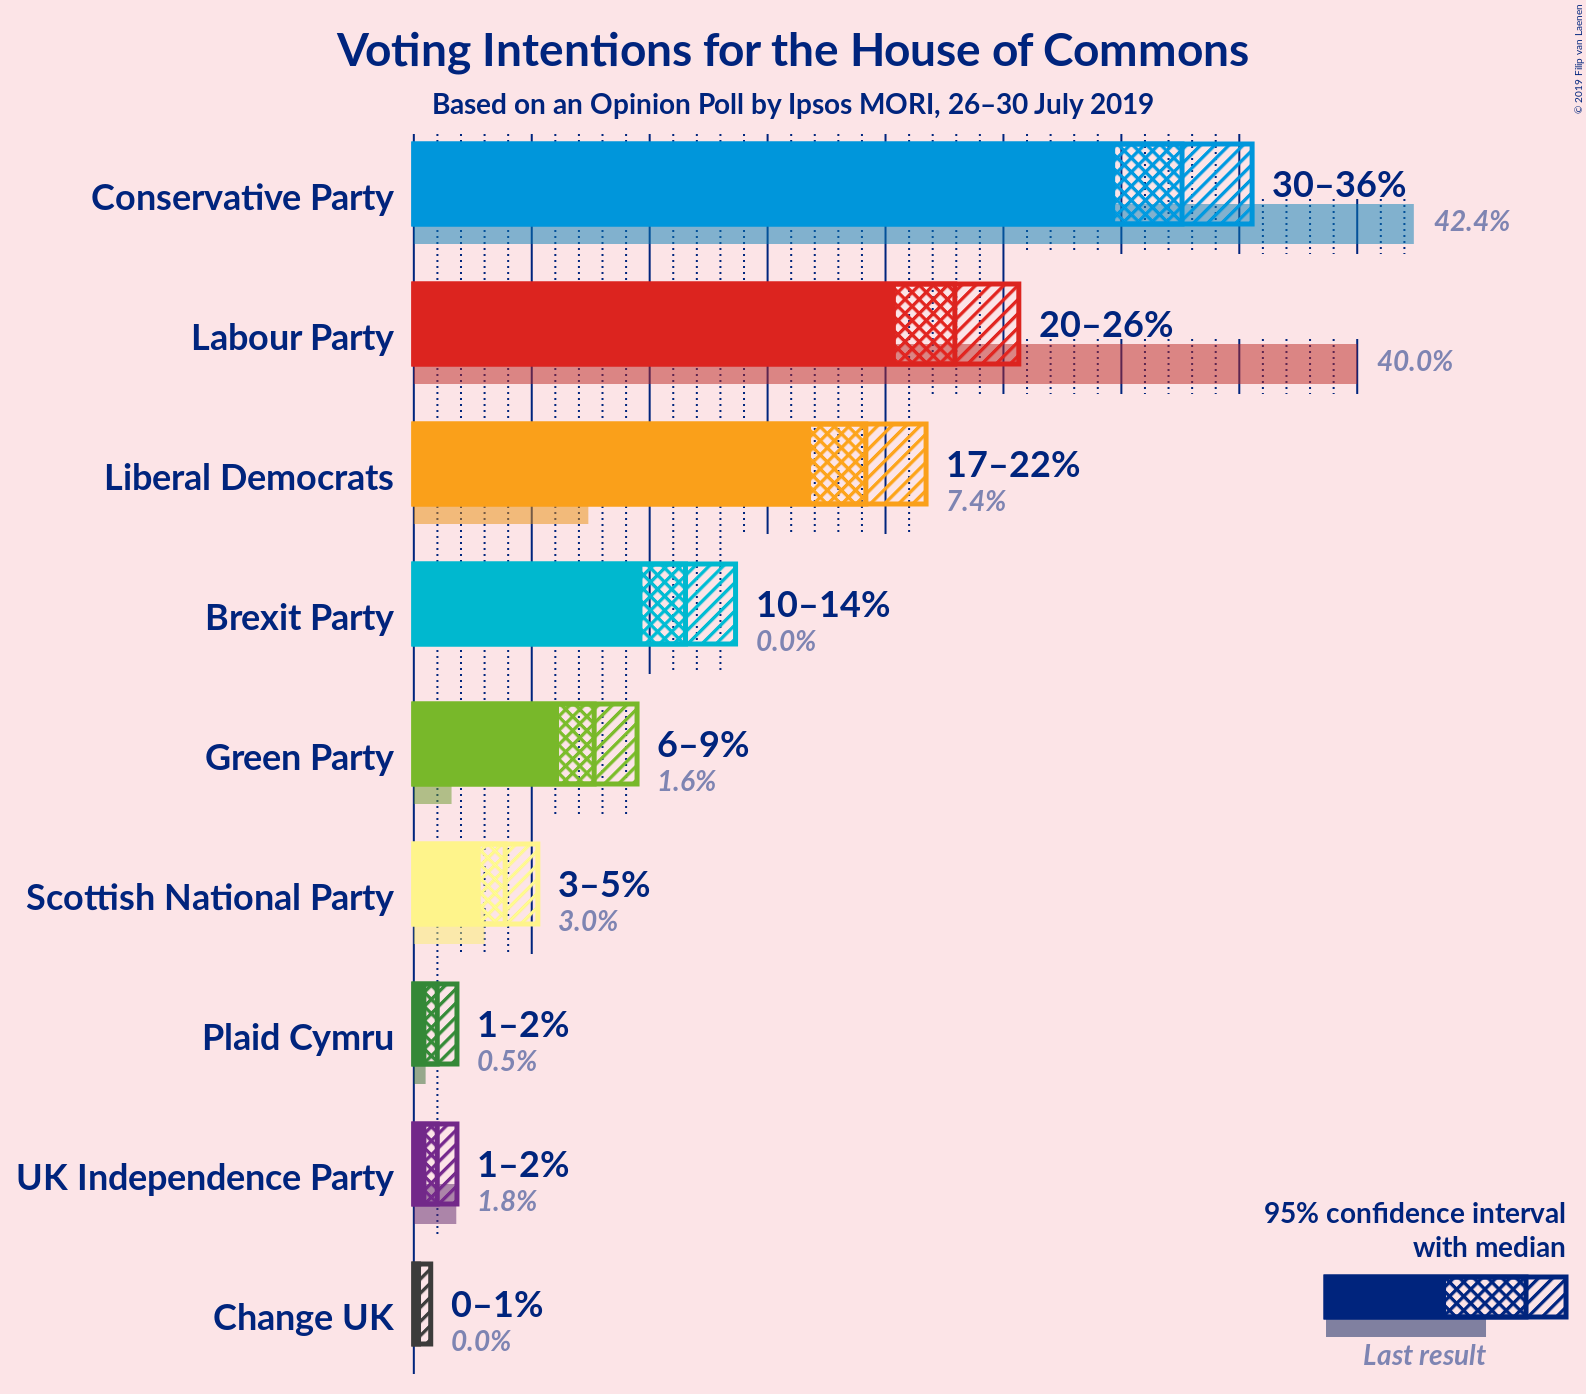 © 2019 Filip van Laenen
Voting Intentions for the House of Commons
Based on an Opinion Poll by Ipsos MORI, 26–30 July 2019
Conservative Party
30–36%
42.4%
Labour Party
20–26%
40.0%
Liberal Democrats
17–22%
7.4%
Brexit Party
10–14%
0.0%
Green Party
6–9%
1.6%
Scottish National Party
3–5%
3.0%
Plaid Cymru
1–2%
0.5%
UK Independence Party
1–2%
1.8%
Change UK
0–1%
0.0%
95% confidence interval
with median
Last result